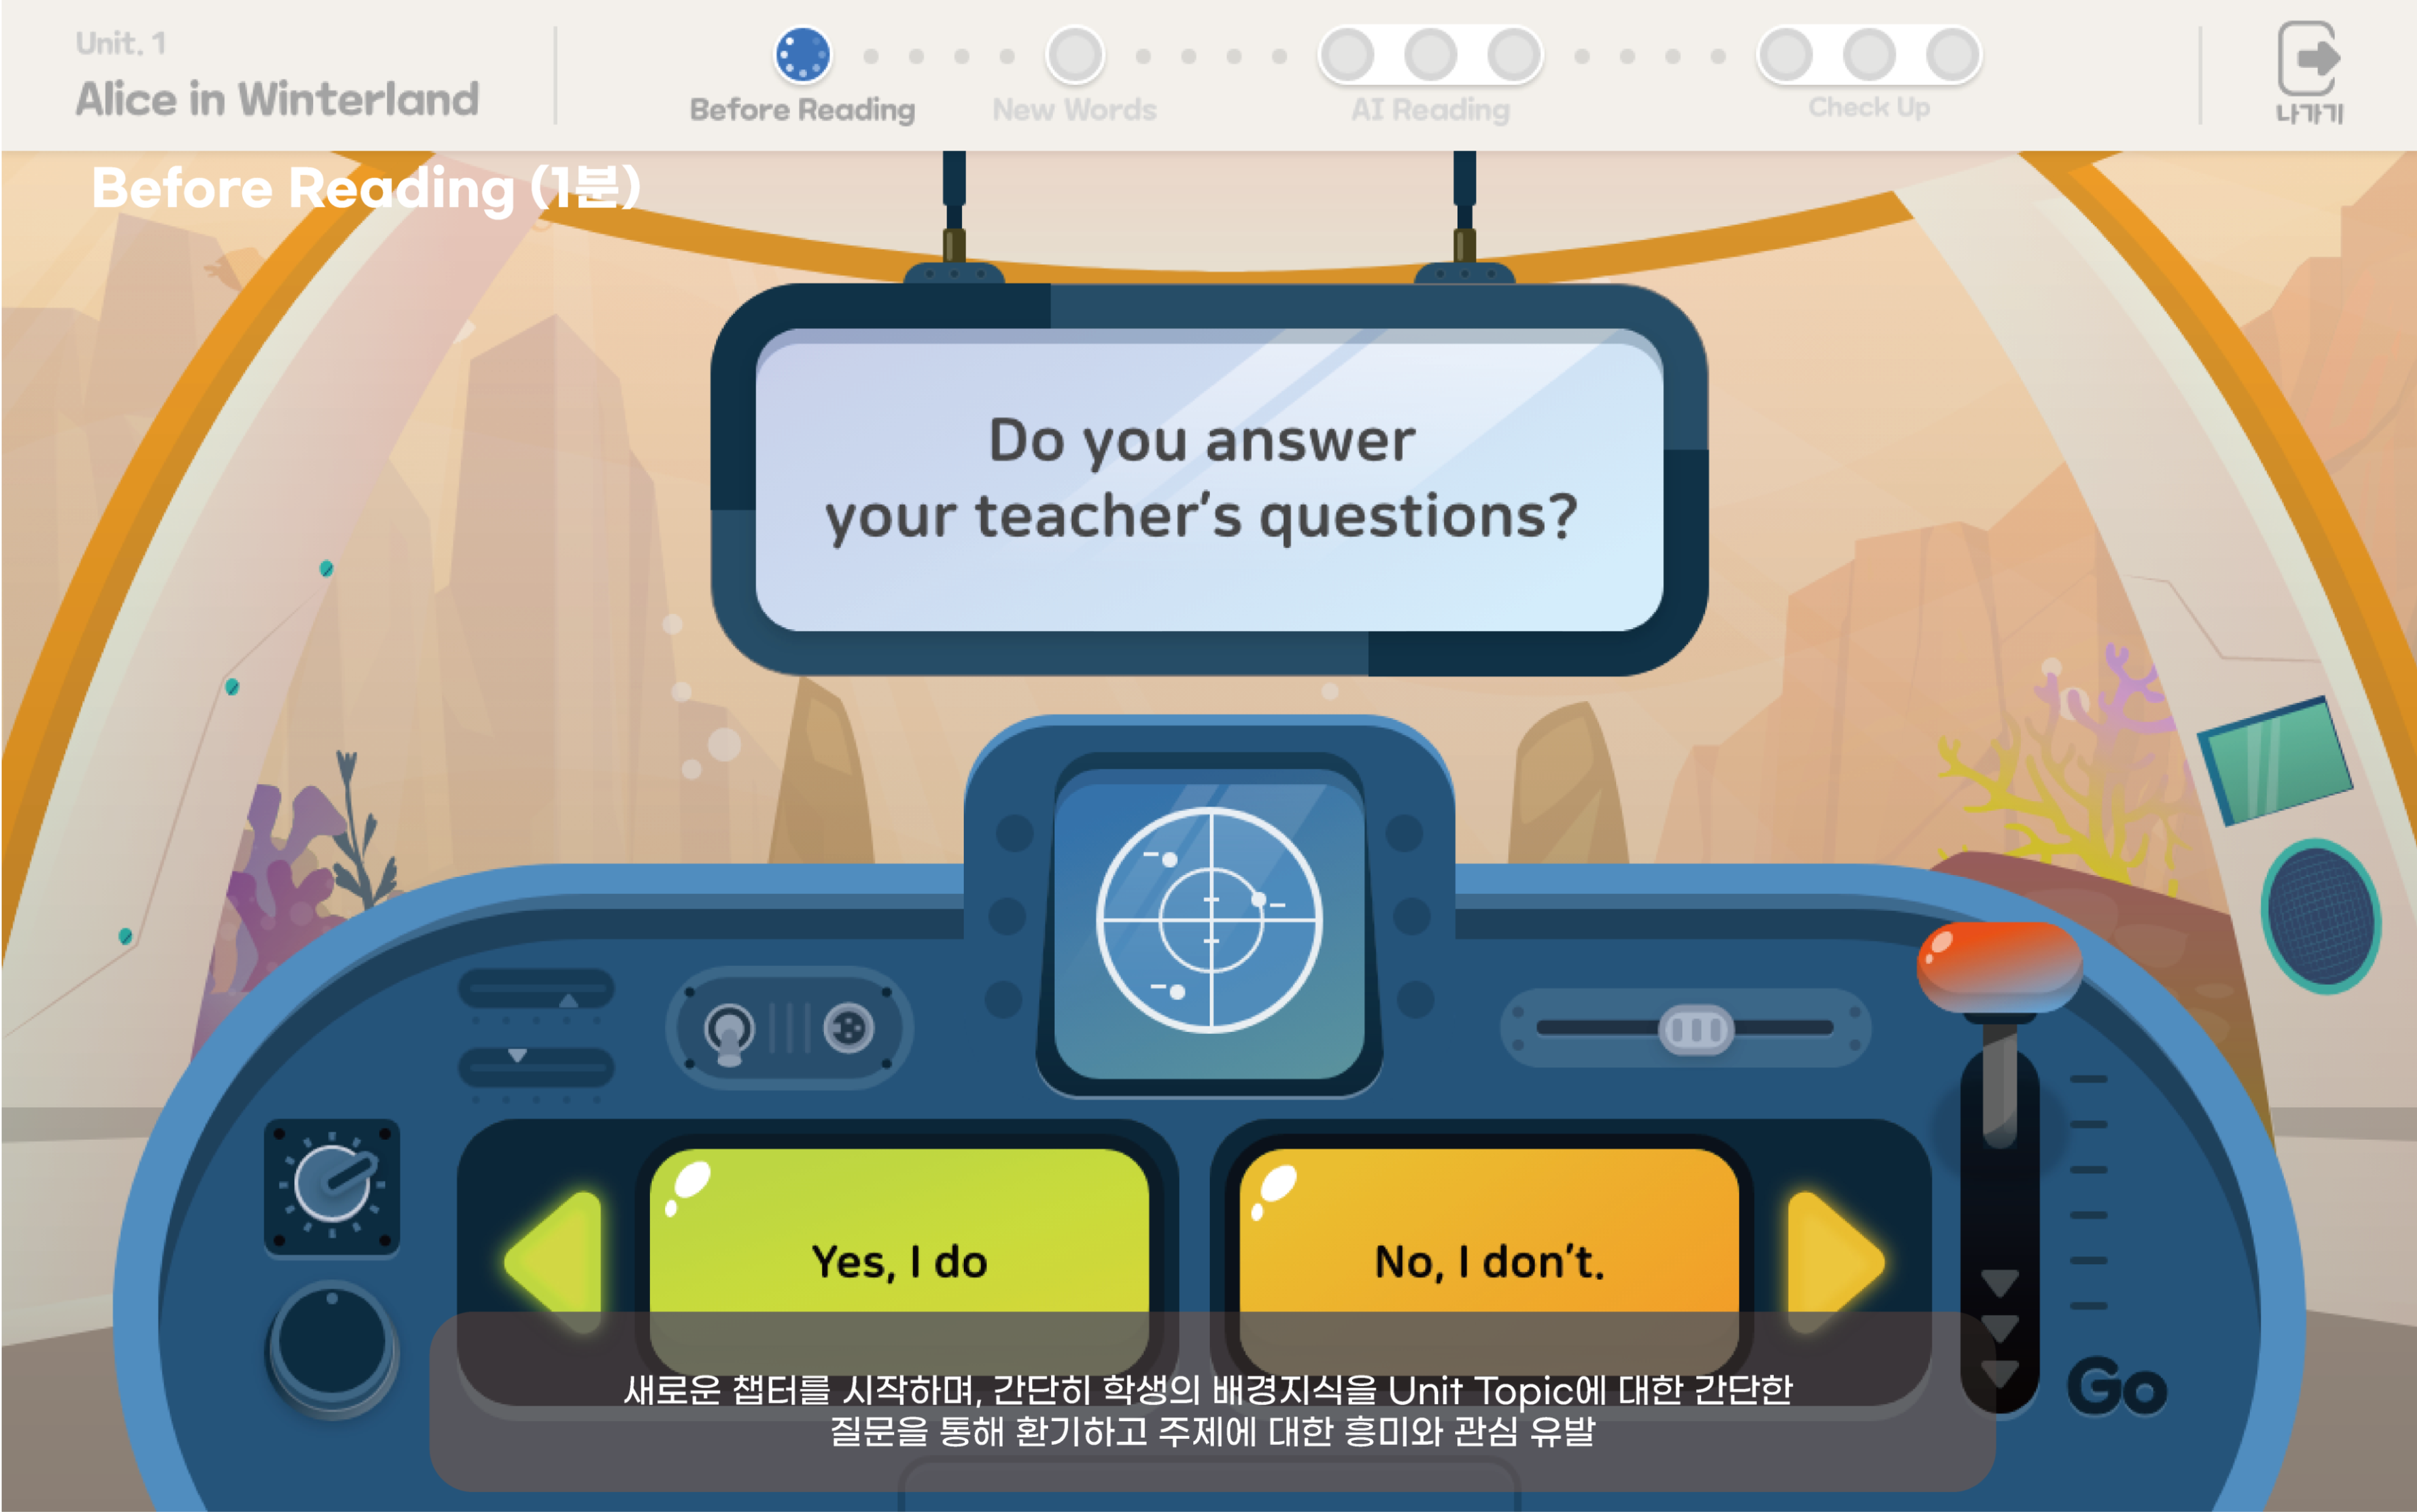 Unit. 1
Alice in Winterland
Before Reading
New Words
AI Reading
Check Up
나가기
Before Reading (1분)
Do you answer
your teacher's questions?
Yes, I do
No, I don't.
Go
새로운 챕터를 시작하며, 간단히 학생의 배경지식을 Unit Topic에 대한 간단한
질문을 통해 환기하고 주제에 대한 흥미와 관심 유발